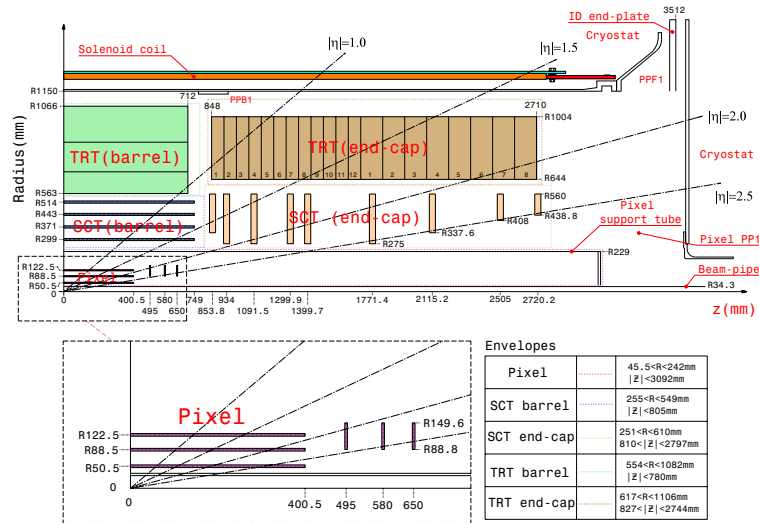 3512
ID end-plate
Cryostat
|η|=1.0
|η|=1.5
Solenoid coil
PPF1
R1150
712
PPB1
R1066
848
2710
R1004
|η|=2.0
TRT(barrel)
TRT(end-cap)
Radius(mm)
Cryostat
1 2 3 4 5 6 7 8 9 10 11 12 1 2 3 4 5 6 7 8
R644
|η|=2.5
R563
R560
R514
Pixel
R443
SCT(barrel)
SCT (end-cap)
R438.8
support tube
R408
R371
R337.6
R299
R275
Pixel PP1
R229
R122.5
Pixel
R88.5
Beam-pipe
R50.5
R34.3
0
400.5
580
749
934
1299.9
1771.4
2115.2
2505
2720.2
z(mm)
495
650
853.8
1091.5
1399.7
Envelopes
Pixel
45.5<R<242mm
|Z|<3092mm
SCT barrel
255<R<549mm
|Z|<805mm
SCT end-cap
251<R<610mm
810<|Z|<2797mm
TRT barrel
554<R<1082mm
|Z|<780mm
TRT end-cap
617<R<1106mm
827<|Z|<2744mm
Pixel
R149.6
R122.5
R88.5
R88.8
R50.5
0
400.5
495
580
650